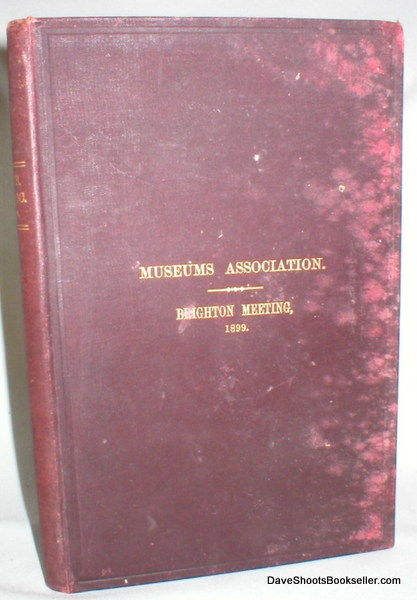 MUSEUMS ASSOCIATION.
BRIGHTON MEETING,
1899.
DaveShootsBookseller.com